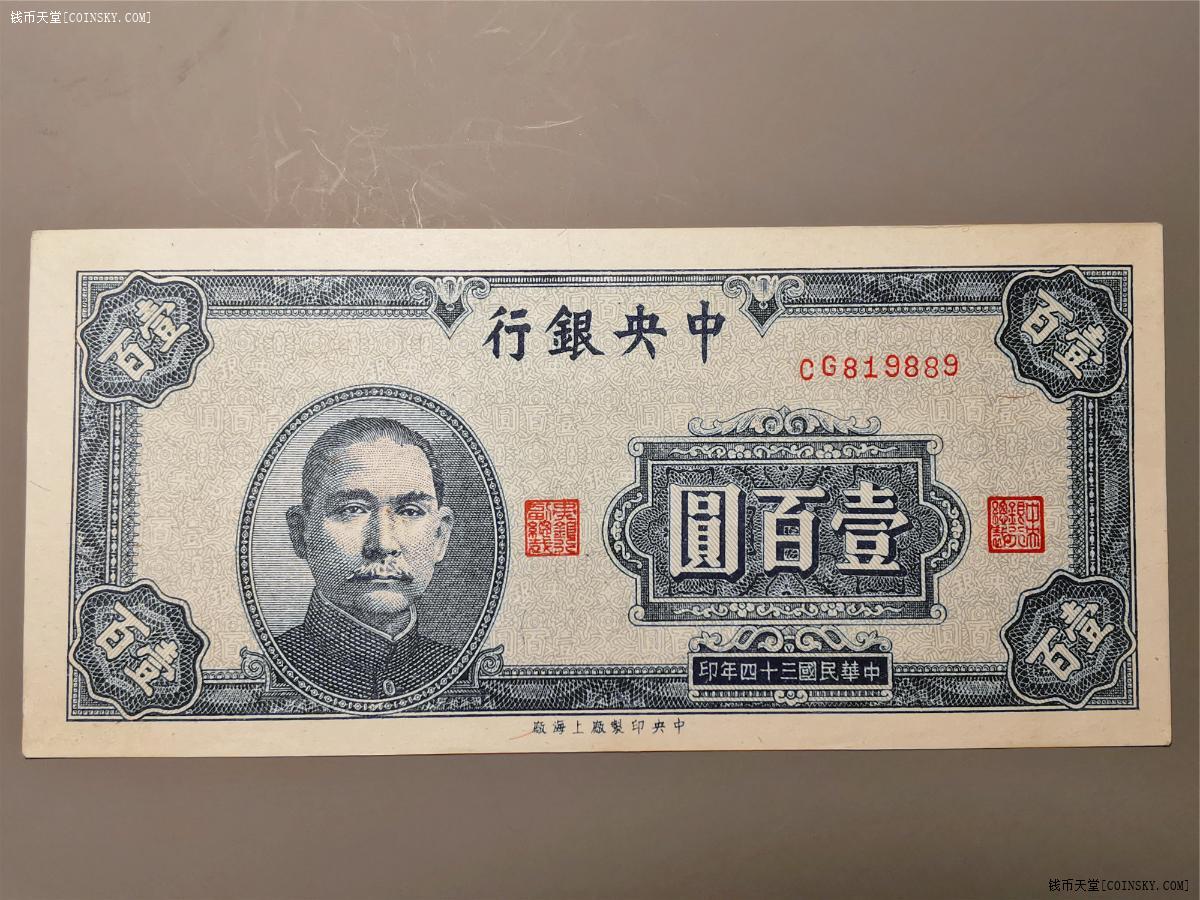 钱币天堂[COINSKY.COM]
壹百
壹百
中央銀行
CG819889
壹百圓
壹百
壹百
中華民國三十四年印
中央印製廠上海廠
钱币天堂[COINSKY.COM]